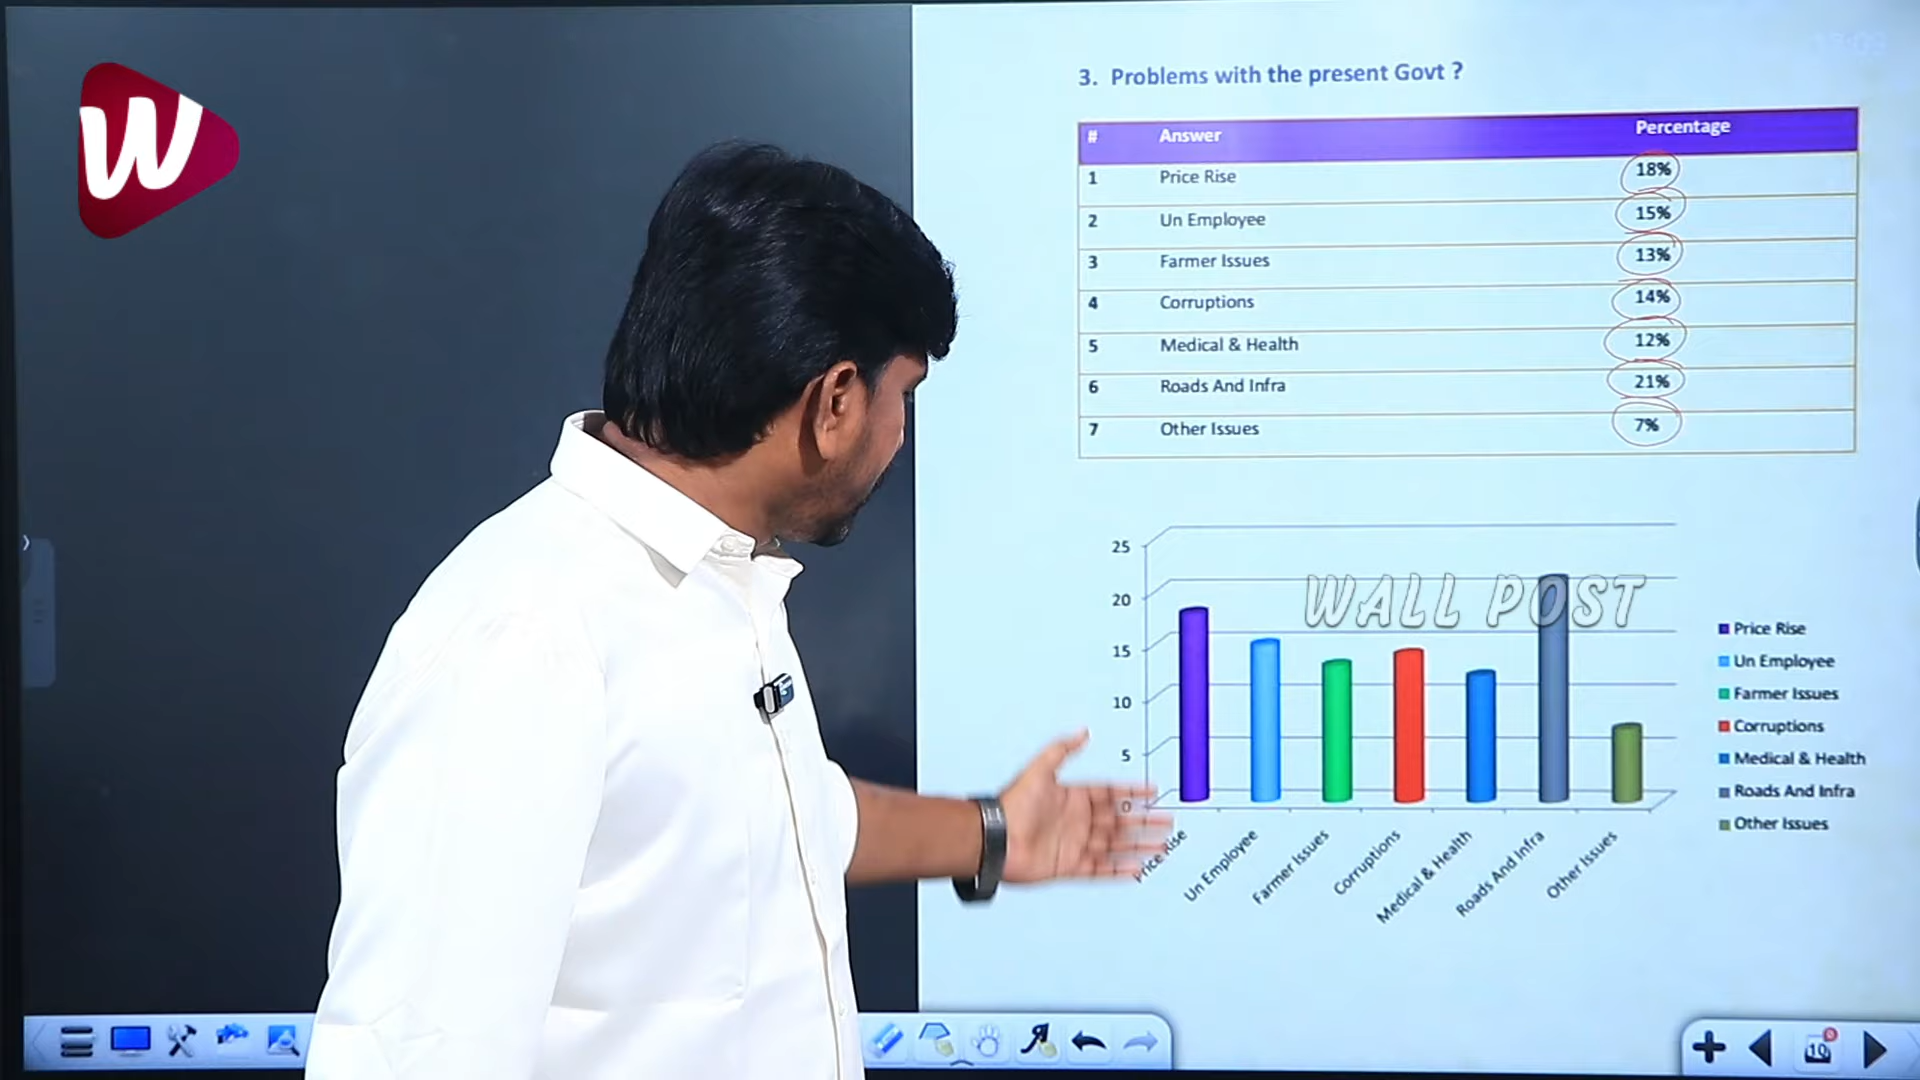 W
3. Problems with the present Govt ?
# Answer Percentage
1 Price Rise 18%
2 Un Employee 15%
3 Farmer Issues 13%
4 Corruptions 14%
5 Medical & Health 12%
6 Roads And Infra 21%
7 Other Issues 7%
25
20
15
10
5
0
WALL POST
Price Rise
Un Employee
Farmer Issues
Corruptions
Medical & Health
Roads And Infra
Other Issues
Price Rise
Un Employee
Farmer Issues
Corruptions
Medical & Health
Roads And Infra
Other Issues
10